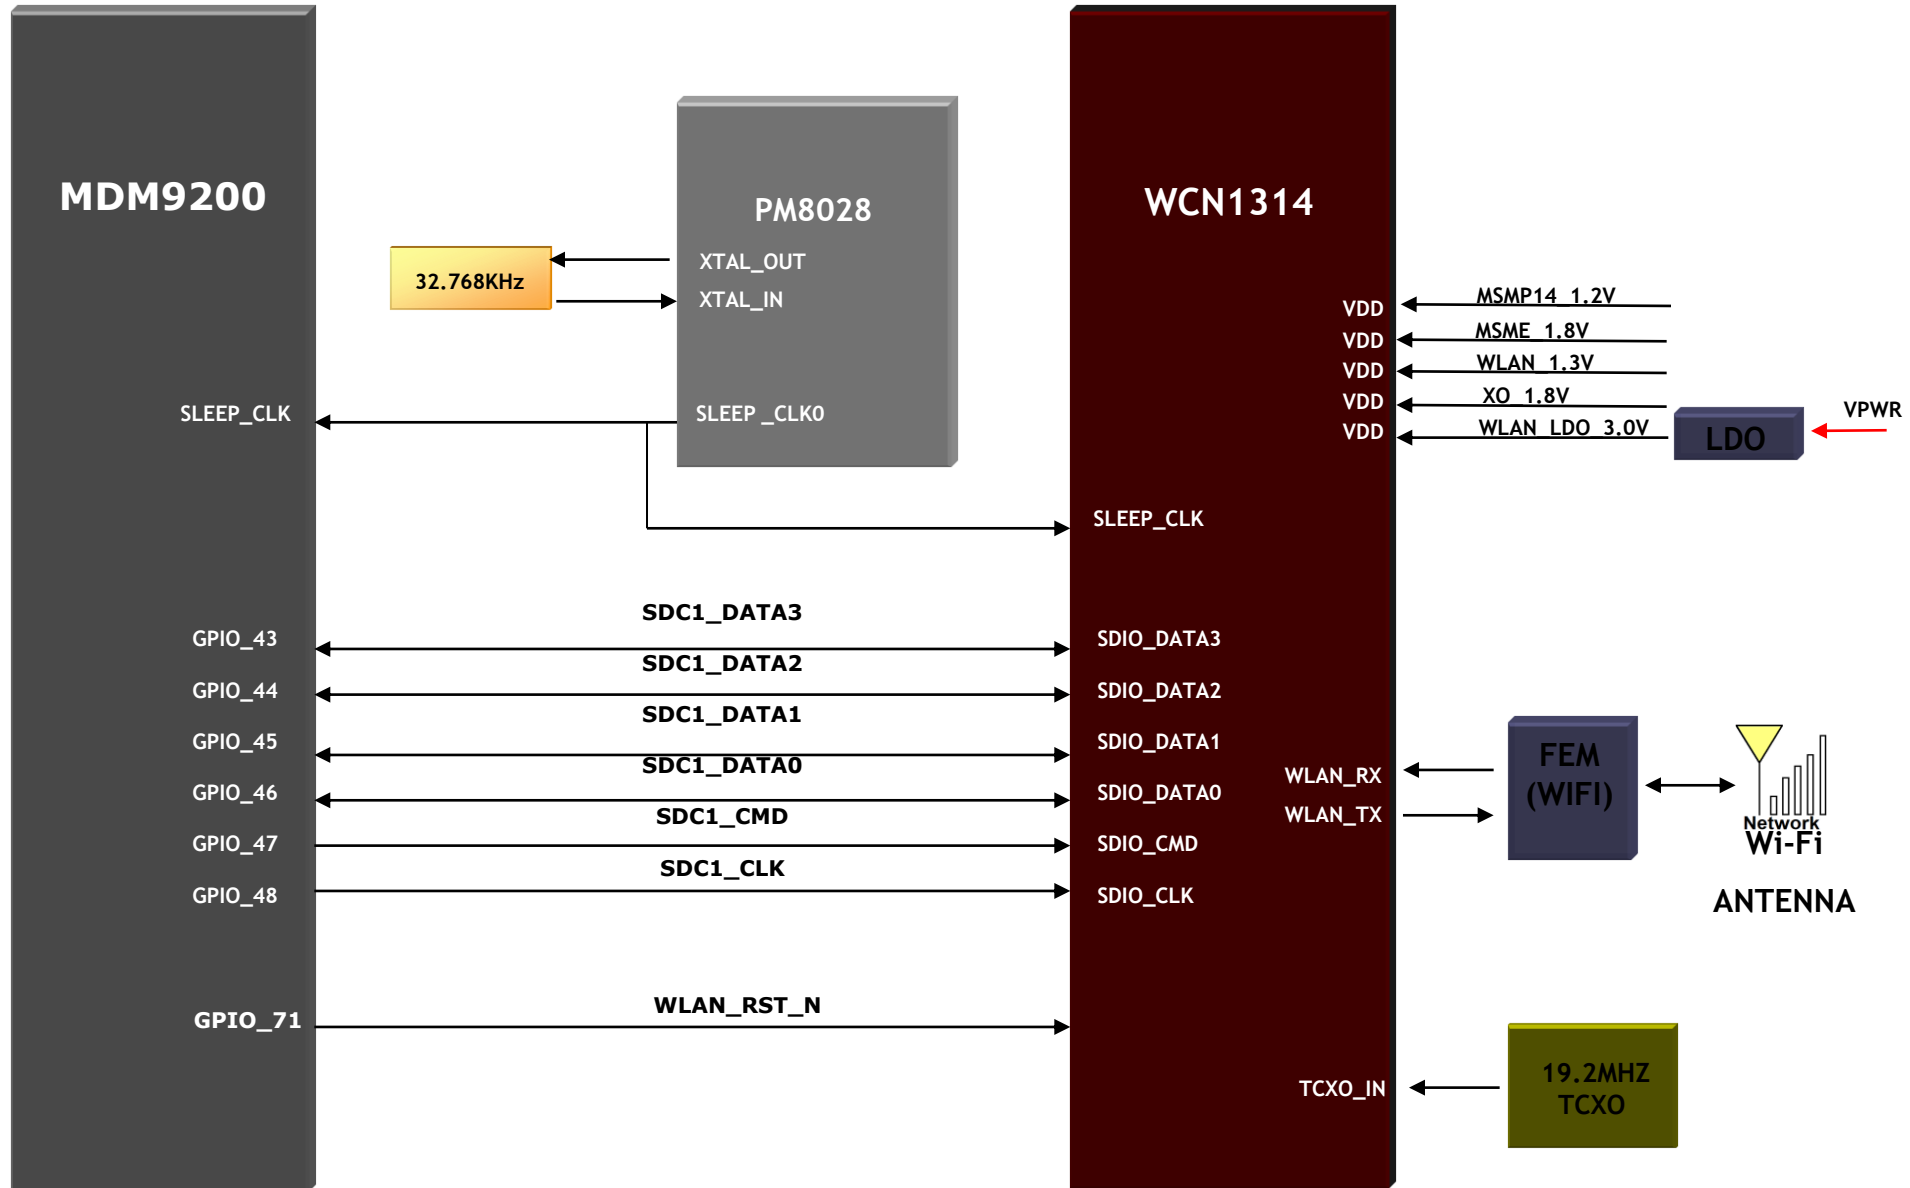 MDM9200
PM8028
WCN1314
XTAL_OUT
32.768KHz
XTAL_IN
MSMP14_1.2V
VDD
MSME_1.8V
VDD
WLAN_1.3V
VDD
XO_1.8V
VDD
WLAN_LDO_3.0V
VDD
VPWR
LDO
SLEEP_CLK
SLEEP_CLK0
SLEEP_CLK
SDC1_DATA3
GPIO_43
SDIO_DATA3
SDC1_DATA2
GPIO_44
SDIO_DATA2
SDC1_DATA1
GPIO_45
SDIO_DATA1
SDC1_DATA0
GPIO_46
SDIO_DATA0
SDC1_CMD
GPIO_47
SDIO_CMD
SDC1_CLK
GPIO_48
SDIO_CLK
WLAN_RX
WLAN_TX
FEM
(WIFI)
Network
Wi-Fi
ANTENNA
WLAN_RST_N
GPIO_71
TCXO_IN
19.2MHZ
TCXO